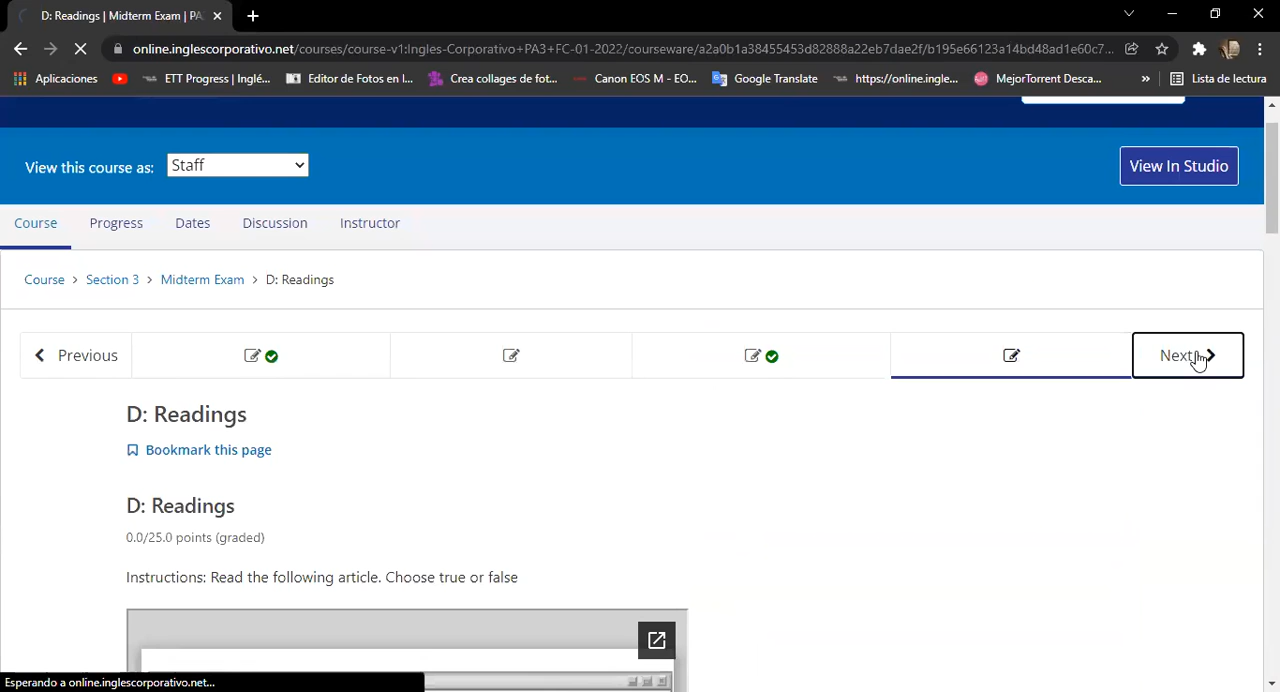 D: Readings | Midterm Exam | PA
online.inglescorporativo.net/courses/course-v1:Ingles-Corporativo+PA3+FC-01-2022/courseware/a2a0b1a38455453d82888a22eb7dae2f/b195e66123a14bd48ad1e60c7...
Aplicaciones ETT Progress | Inglé... Editor de Fotos en l... Crea collages de fot... Canon EOS M - EO... Google Translate https://online.ingle... MejorTorrent Desca... » Lista de lectura
View this course as: Staff View In Studio
Course Progress Dates Discussion Instructor
Course > Section 3 > Midterm Exam > D: Readings
Previous Next
D: Readings
Bookmark this page
D: Readings
0.0/25.0 points (graded)
Instructions: Read the following article. Choose true or false
Esperando a online.inglescorporativo.net...